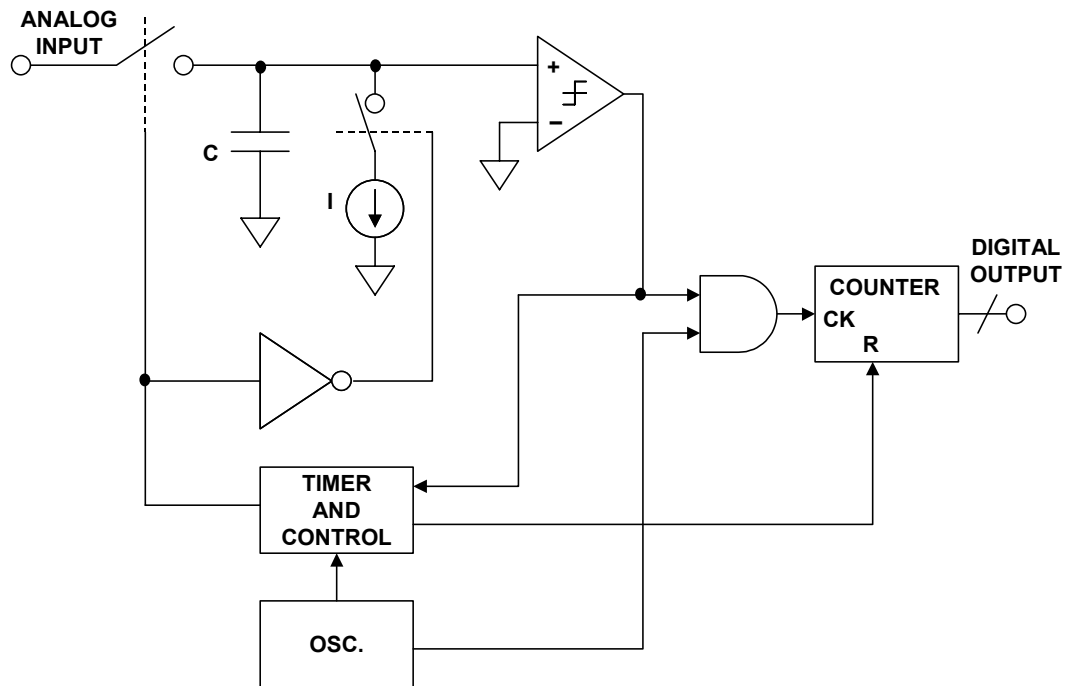 ANALOG
INPUT
+
−
C
I
DIGITAL
OUTPUT
COUNTER
CK
R
TIMER
AND
CONTROL
OSC.